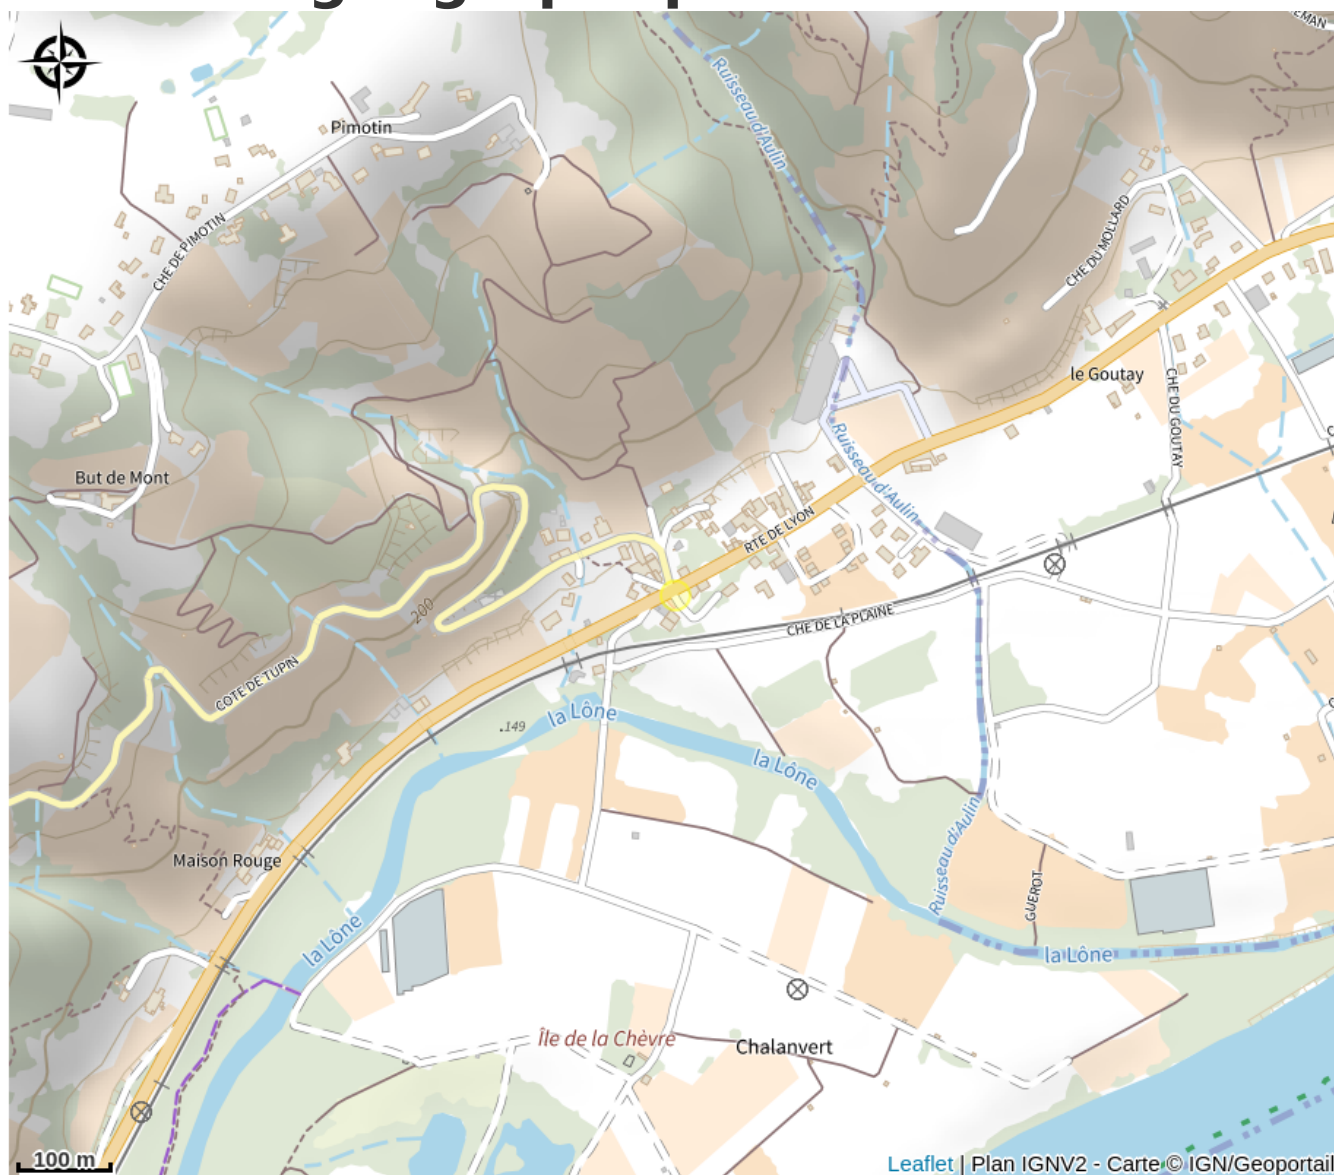 Ruisseau d'Aulin
Pimotin
CHE DE PIMOTIN
CHE DU MOLLARD
le Goutay
CHE DU GOUTAY
But de Mont
Ruisseau d'Aulin
RTE DE LYON
200
CHE DE LA PLAINE
COTE DE TUPIN
.149
la Lône
la Lône
Ruisseau d'Aulin
Maison Rouge
GUEROT
la Lône
la Lône
Île de la Chèvre
Chalanvert
100 m
Leaflet | Plan IGNV2 - Carte © IGN/Geoportail